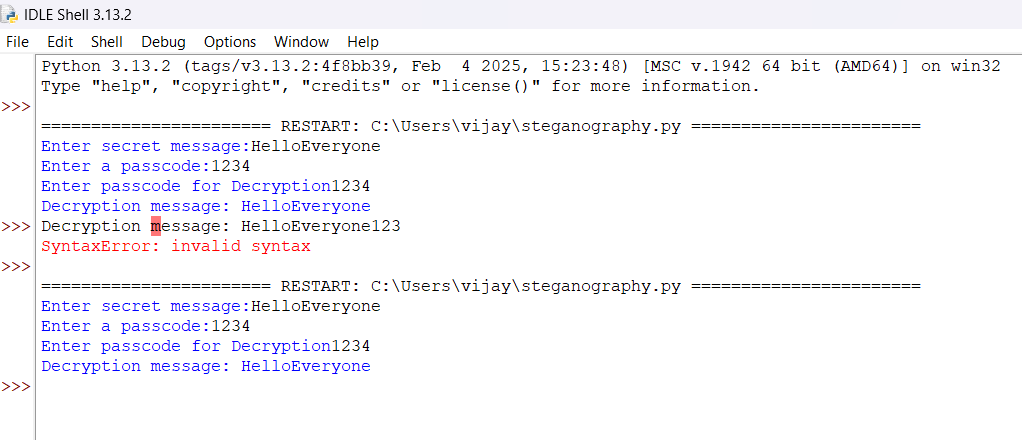 IDLE Shell 3.13.2
File Edit Shell Debug Options Window Help
Python 3.13.2 (tags/v3.13.2:4f8bb39, Feb  4 2025, 15:23:48) [MSC v.1942 64 bit (AMD64)] on win32
Type "help", "copyright", "credits" or "license()" for more information.
>>>
======================= RESTART: C:\Users\vijay\steganography.py =======================
Enter secret message:HelloEveryone
Enter a passcode:1234
Enter passcode for Decryption1234
Decryption message: HelloEveryone
>>> Decryption message: HelloEveryone123
SyntaxError: invalid syntax
>>>
======================= RESTART: C:\Users\vijay\steganography.py =======================
Enter secret message:HelloEveryone
Enter a passcode:1234
Enter passcode for Decryption1234
Decryption message: HelloEveryone
>>>